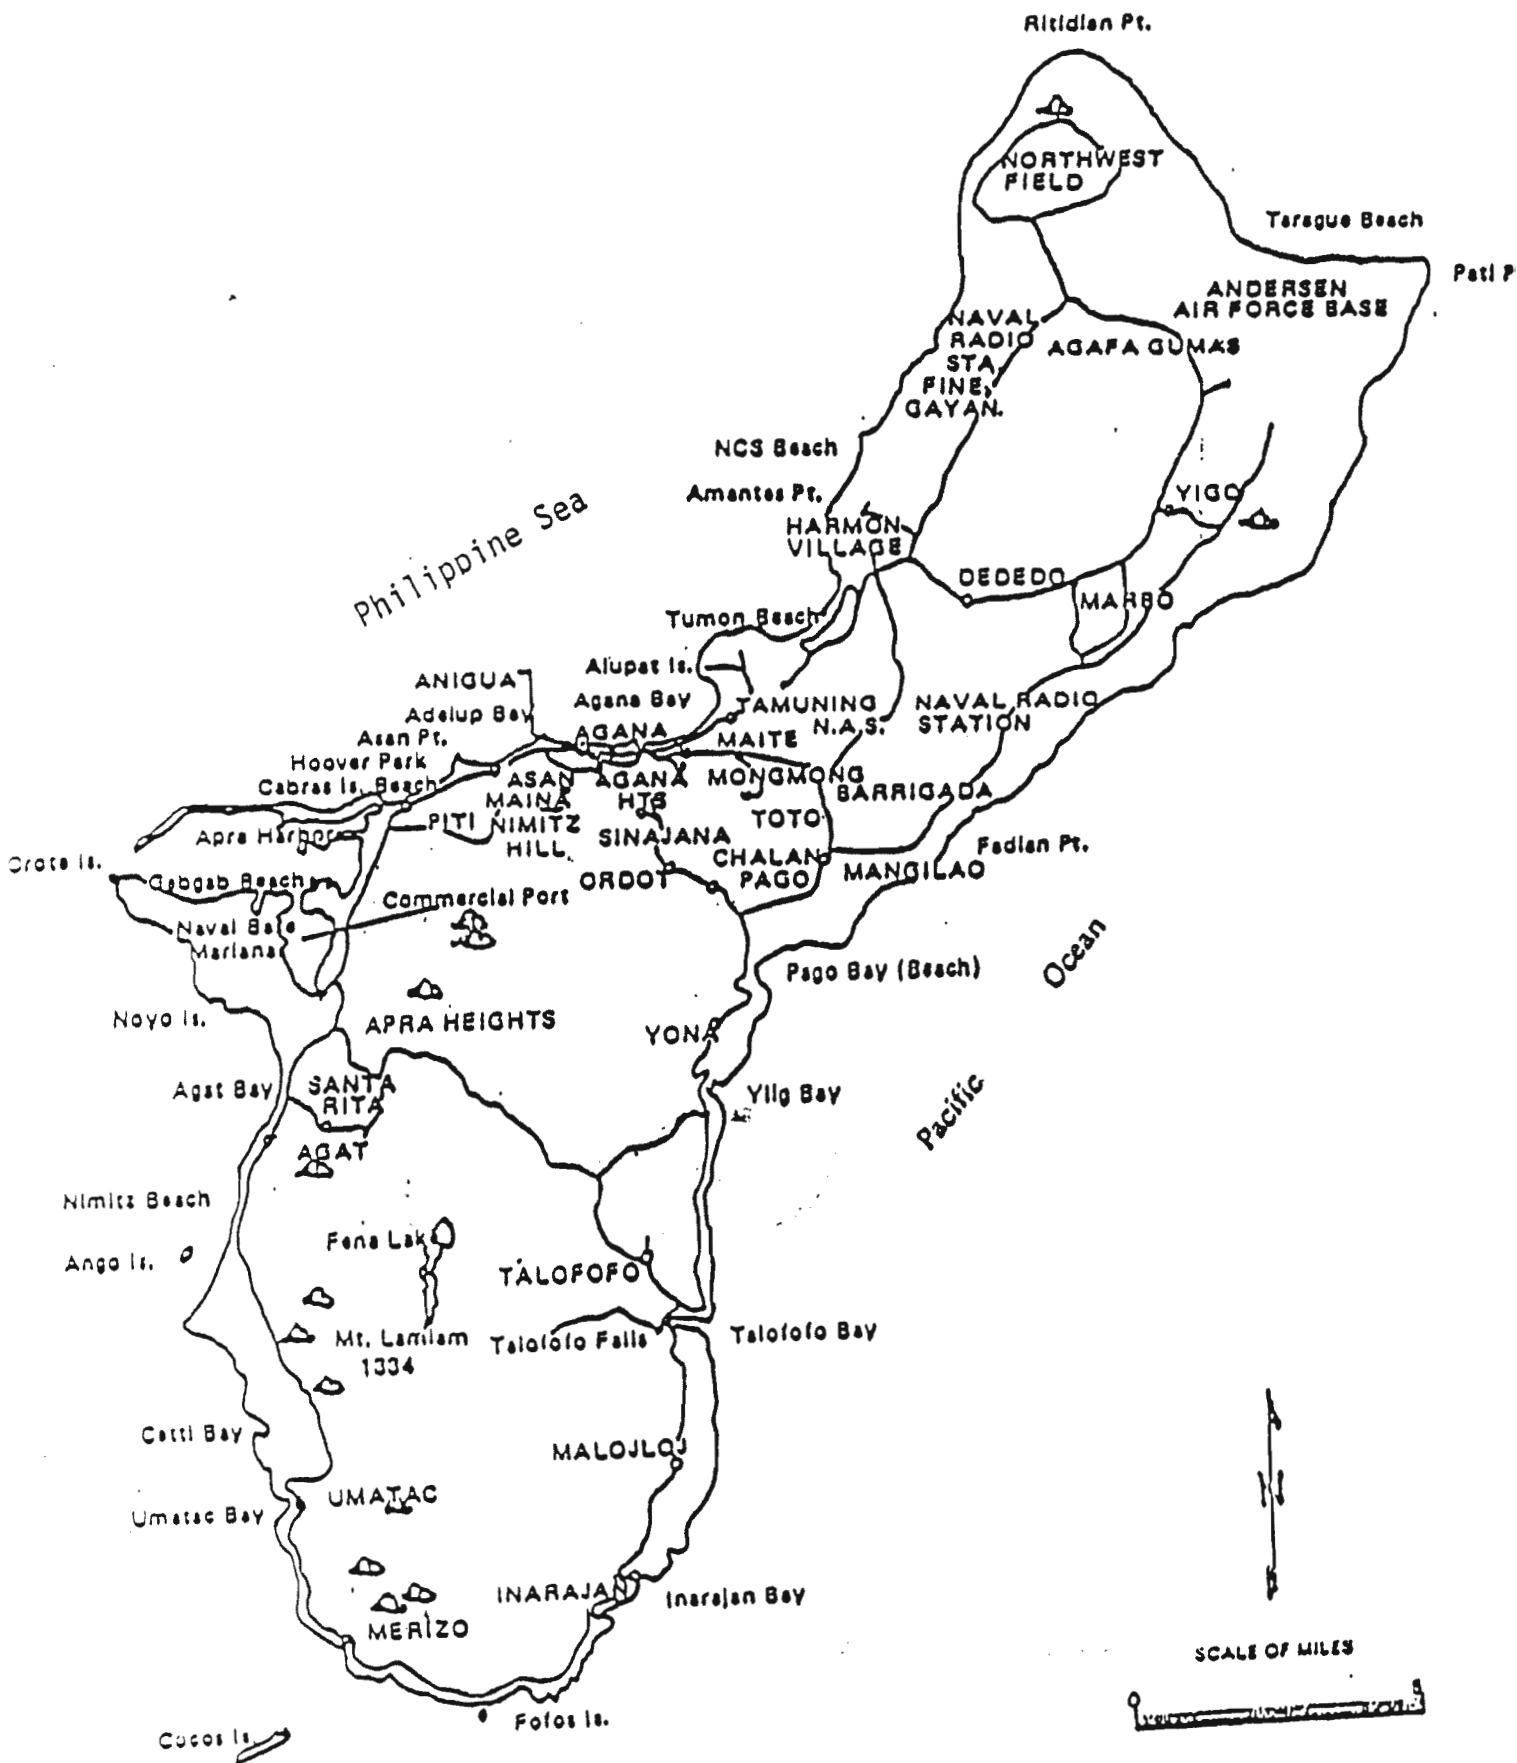 Ritidian Pt.
NORTHWEST
FIELD
Tarague Beach
Pati P
ANDERSEN
AIR FORCE BASE
NAVAL
RADIO
STA.
FINE,
GAYAN.
AGAFA GUMAS
NCS Beach
Amantes Pt.
YIGO
HARMON
VILLAGE
Philippine Sea
DEDEDO
MARBO
Tumon Beach
Alupat Is.
ANIGUA
Agana Bay
TAMUNING
N.A.S.
NAVAL RADIO
STATION
Adelup Bay
AGANA
MAITE
Asan Pt.
Hoover Park
Cabras Is. Beach
ASAN
MAINA
AGANA
HTS
MONGMONG
BARRIGADA
TOTO
Apra Harbor
PITI
NIMITZ
HILL
SINAJANA
Fadian Pt.
Orote Is.
CHALAN
PAGO
MANGILAO
Gabgab Beach
ORDOT
Commercial Port
Naval Base
Mariana
Pago Bay (Beach)
Ocean
Noyo Is.
APRA HEIGHTS
YONA
Agat Bay
SANTA
RITA
Ylig Bay
Pacific
AGAT
Nimitz Beach
Fena Lak
Ango Is.
TALOFOFO
Mt. Lamlam
1334
Talofofo Falls
Talofofo Bay
Cetti Bay
MALOJLOJ
UMATAC
Umatac Bay
INARAJAN
Inarajan Bay
MERIZO
SCALE OF MILES
0 5
Fofos Is.
Cocos Is.